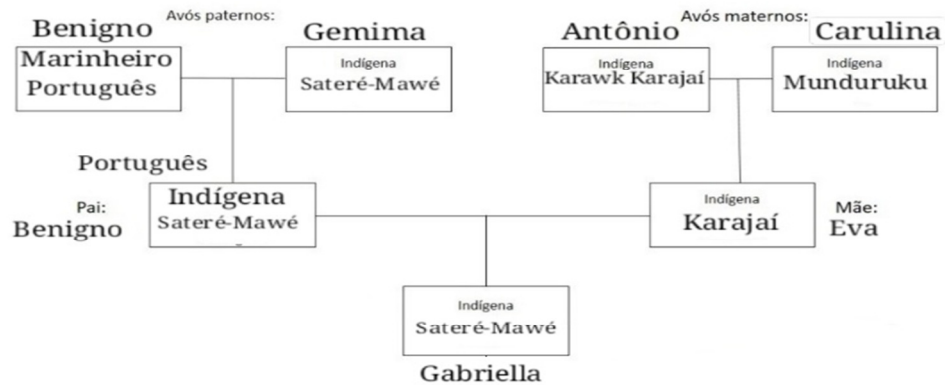 Avós paternos:
Avós maternos:
Benigno
Marinheiro
Português
Gemima
Indígena
Sateré-Mawé
Antônio
Indígena
Karawk Karajaí
Carulina
Indígena
Munduruku
Português
Pai:
Benigno
Indígena
Sateré-Mawé
Indígena
Karajaí
Mãe:
Eva
Indígena
Sateré-Mawé
Gabriella